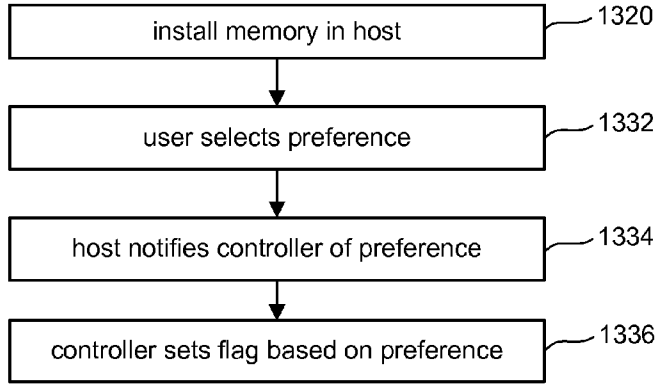 install memory in host
1320
user selects preference
1332
host notifies controller of preference
1334
controller sets flag based on preference
1336